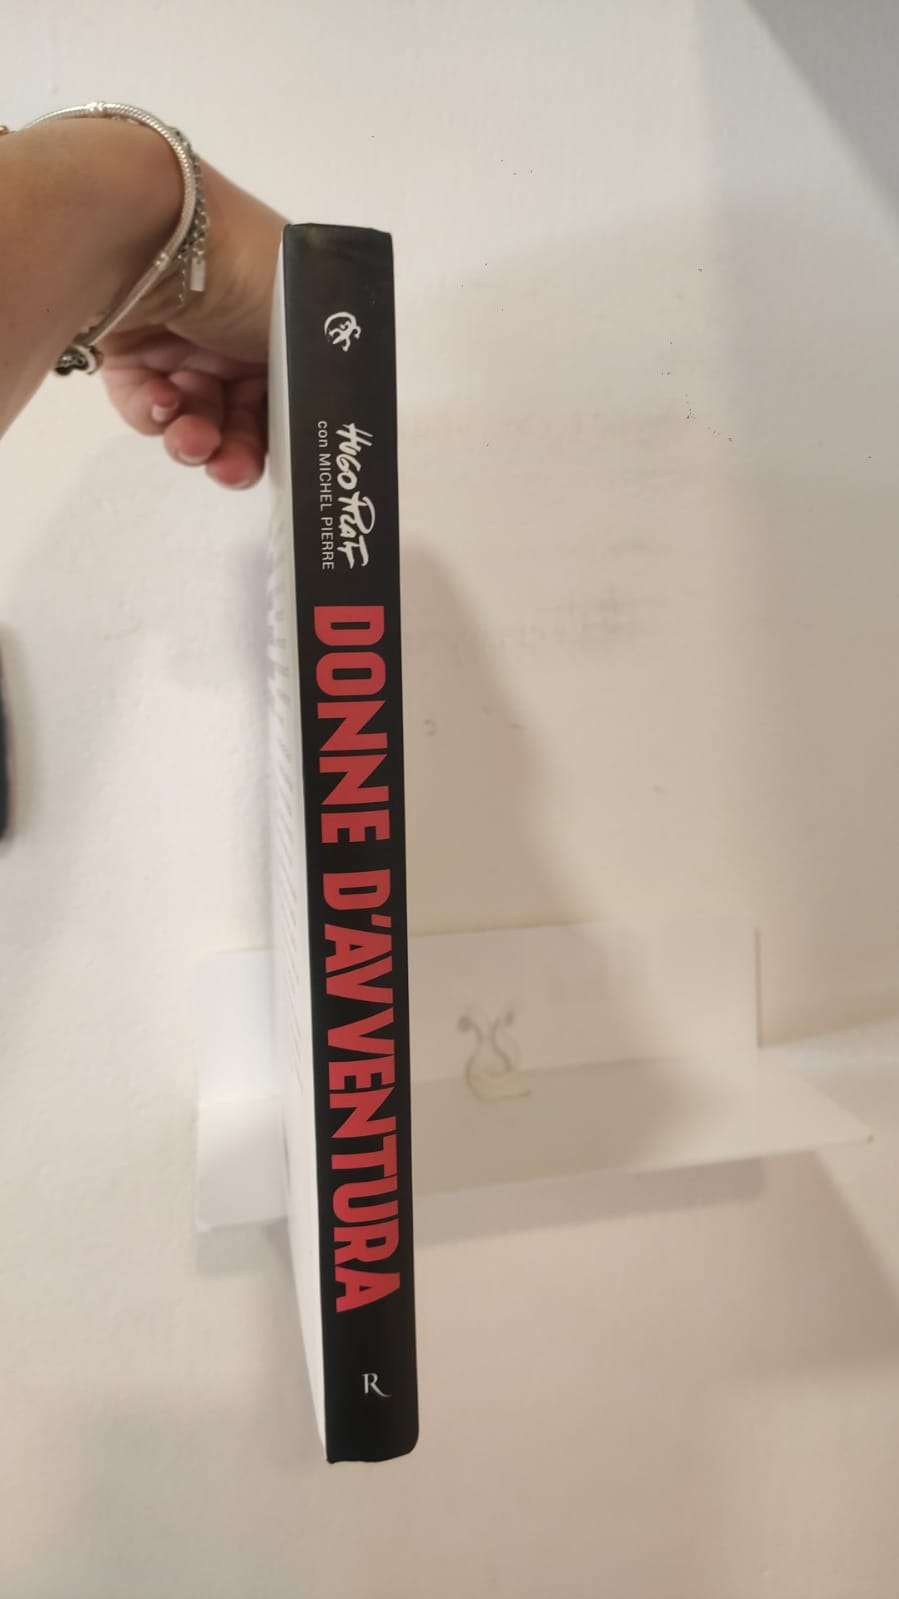 HUGO PRATT
con MICHEL PIERRE
DONNE D'AVVENTURA
R